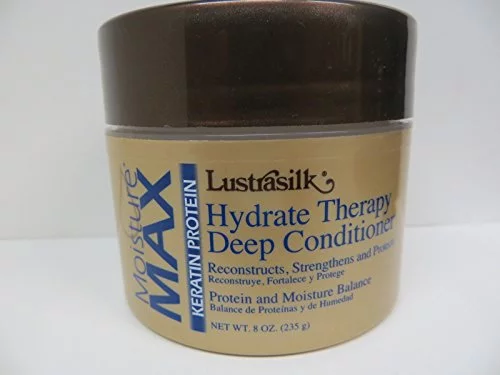 Moisture
MAX
KERATIN PROTEIN
Lustrasilk
Hydrate Therapy
Deep Conditioner
Reconstructs, Strengthens and Protects
Reconstruye, Fortalece y Protege
Protein and Moisture Balance
Balance de Proteínas y de Humedad
NET WT. 8 OZ. (235 g)